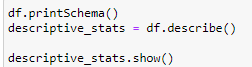 df.printSchema()
descriptive_stats = df.describe()
descriptive_stats.show()